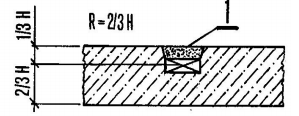 1
R = 2/3 H
1/3 H
2/3 H